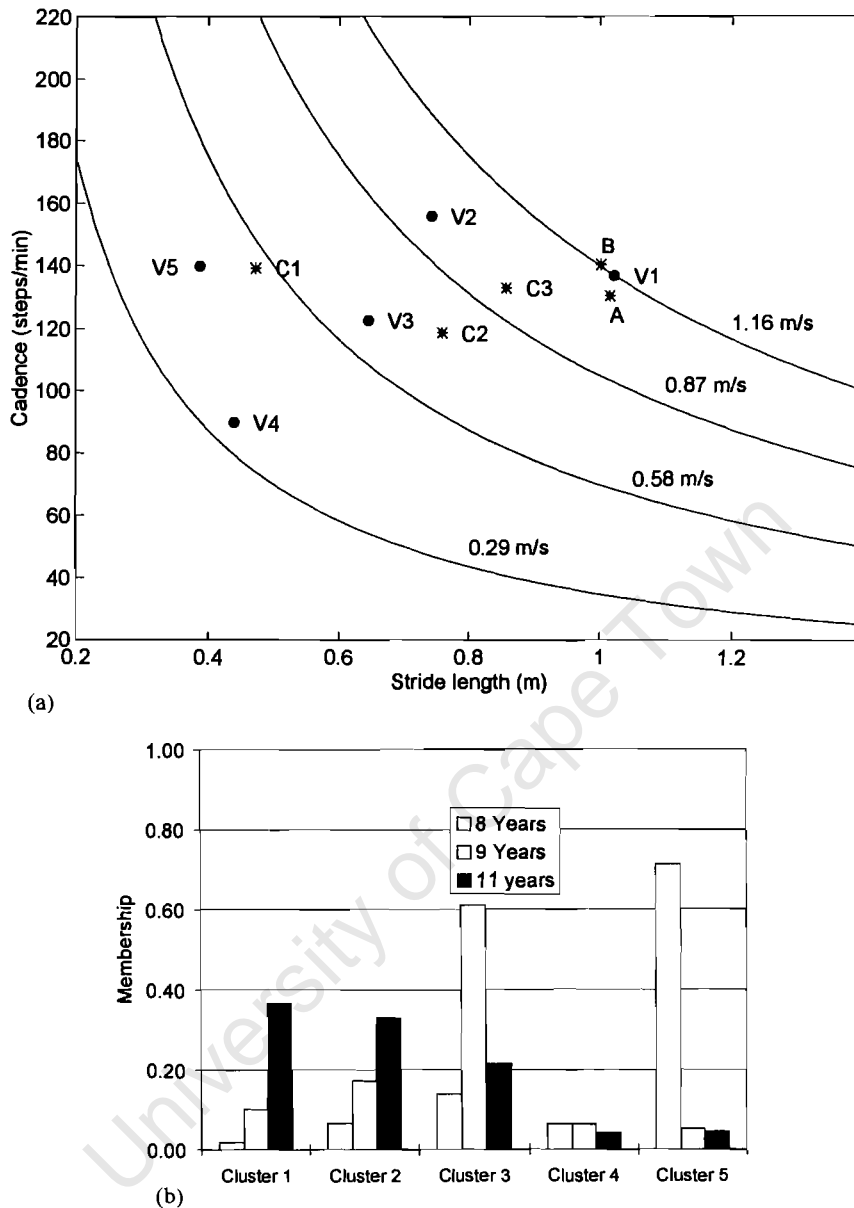 220
200
180
160
140
120
100
80
60
40
20
Cadence (steps/min)
V2
B
V1
A
V5
C1
C3
V3
C2
V4
1.16 m/s
0.87 m/s
0.58 m/s
0.29 m/s
0.2 0.4 0.6 0.8 1 1.2
Stride length (m)
(a)
1.00
0.80
0.60
0.40
0.20
0.00
Membership
8 Years
9 Years
11 years
Cluster 1 Cluster 2 Cluster 3 Cluster 4 Cluster 5
(b)
University of Cape Town